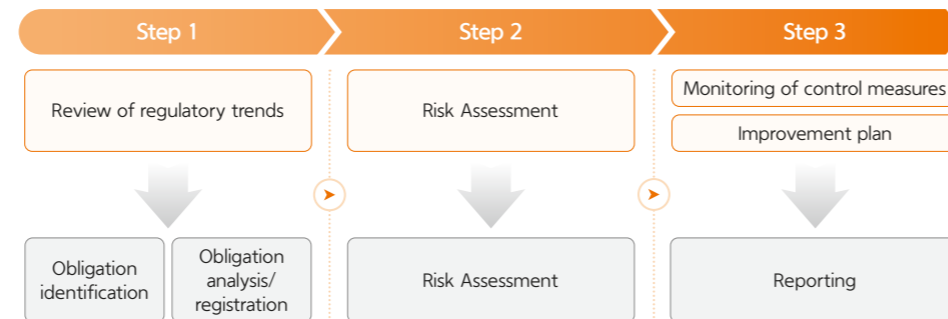 Step 1
Step 2
Step 3
Review of regulatory trends
Risk Assessment
Monitoring of control measures
Improvement plan
Obligation
identification
Obligation
analysis/
registration
Risk Assessment
Reporting